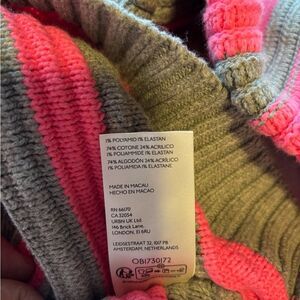 1% POLYAMID 1% ELASTAN
74% COTONE 24% ACRILICO
1% POLIAMMIDE 1% ELASTAN
74% ALGODÓN 24% ACRÍLICO
1% POLIAMIDA 1% ELASTANO
MADE IN MACAU
HECHO EN MACAO
RN 66170
CA 32054
URBN UK Ltd.
146 Brick Lane,
LONDON, E1 6RU
LEIDSESTRAAT 32, 1017 PB
AMSTERDAM, NETHERLANDS
OB1730172